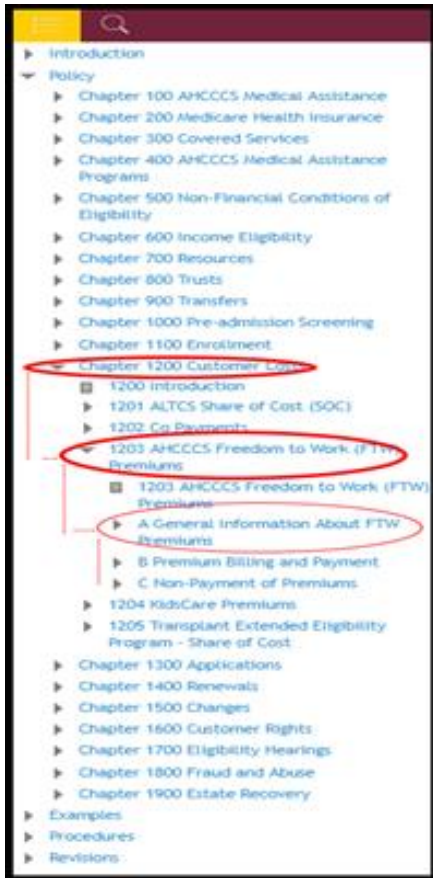 Introduction
Policy
Chapter 100 AHCCCS Medical Assistance
Chapter 200 Medicare Health Insurance
Chapter 300 Covered Services
Chapter 400 AHCCCS Medical Assistance
Programs
Chapter 500 Non-Financial Conditions of
Eligibility
Chapter 600 Income Eligibility
Chapter 700 Resources
Chapter 800 Trusts
Chapter 900 Transfers
Chapter 1000 Pre-admission Screening
Chapter 1100 Enrollment
Chapter 1200 Customer Costs
1200 Introduction
1201 ALTCS Share of Cost (SOC)
1202 Co Payments
1203 AHCCCS Freedom to Work (FTW)
Premiums
1203 AHCCCS Freedom to Work (FTW)
Premiums
A General Information About FTW
Premiums
B Premium Billing and Payment
C Non-Payment of Premiums
1204 KidsCare Premiums
1205 Transplant Extended Eligibility
Program - Share of Cost
Chapter 1300 Applications
Chapter 1400 Renewals
Chapter 1500 Changes
Chapter 1600 Customer Rights
Chapter 1700 Eligibility Hearings
Chapter 1800 Fraud and Abuse
Chapter 1900 Estate Recovery
Examples
Procedures
Revisions